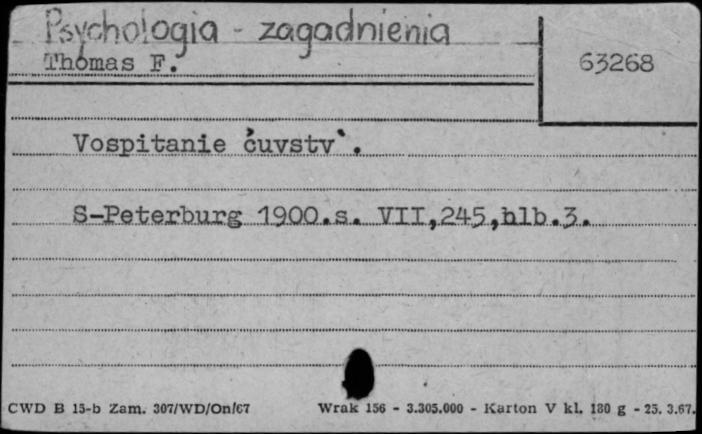 Psychologia - zagadnienia
Thomas F.
63268
Vospitanie čuvstv`.
S-Peterburg 1900.s. VII,245,nlb.3.
CWD B 15-b Zam. 307/WD/On/67 Wrak 156 - 3.305.000 - Karton V kl. 180 g - 25. 3.67.